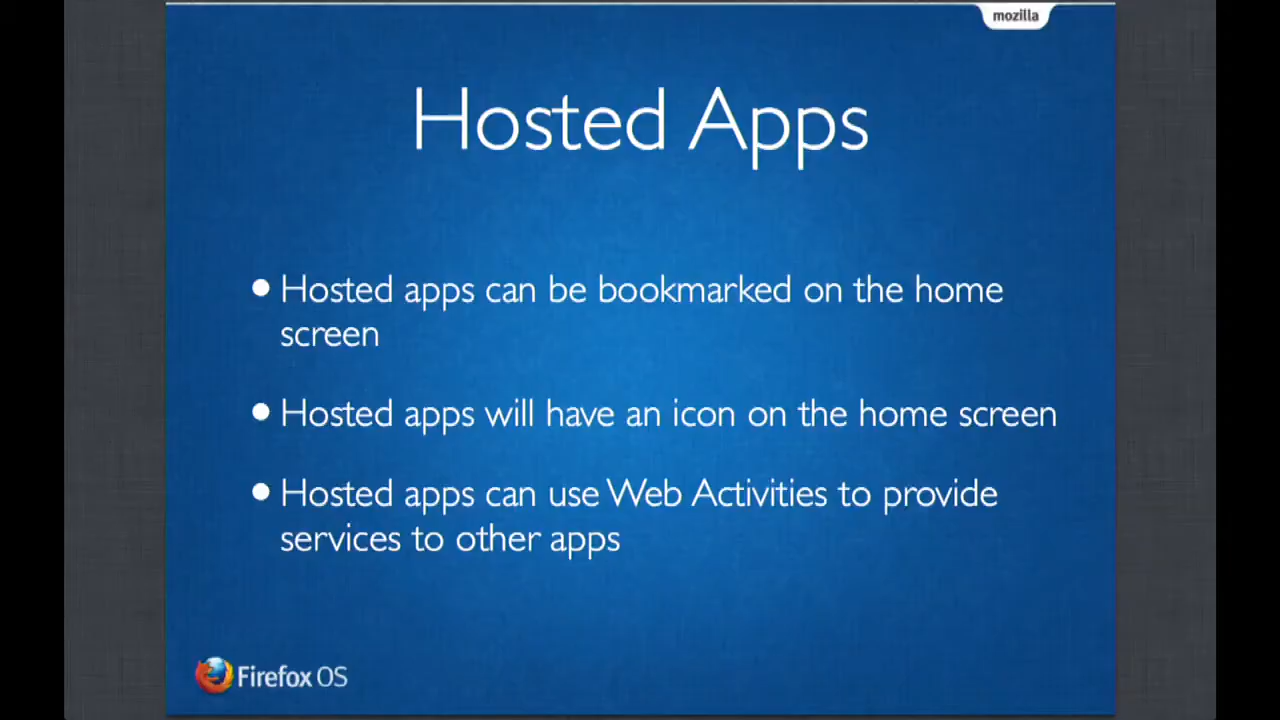 mozilla
Hosted Apps
• Hosted apps can be bookmarked on the home
screen
• Hosted apps will have an icon on the home screen
• Hosted apps can use Web Activities to provide
services to other apps
Firefox OS